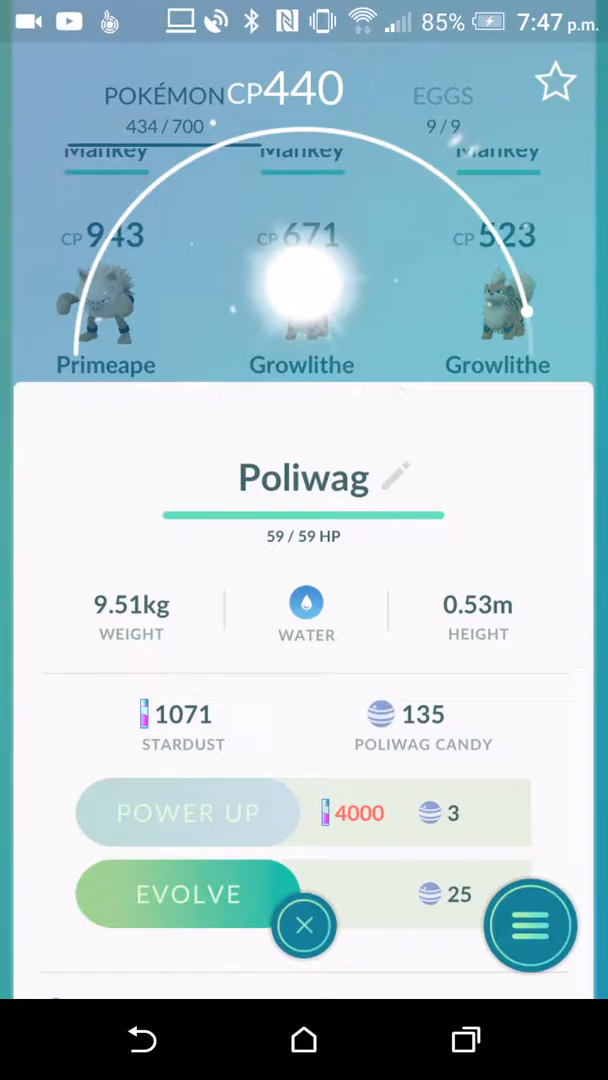 85% 7:47 p.m.
POKÉMON CP440 EGGS
434 / 700 9 / 9
Mankey Mankey Mankey
CP 943 CP 671 CP 523
Primeape Growlithe Growlithe
Poliwag
59 / 59 HP
9.51kg 0.53m
WEIGHT WATER HEIGHT
1071 135
STARDUST POLIWAG CANDY
POWER UP 4000 3
EVOLVE 25